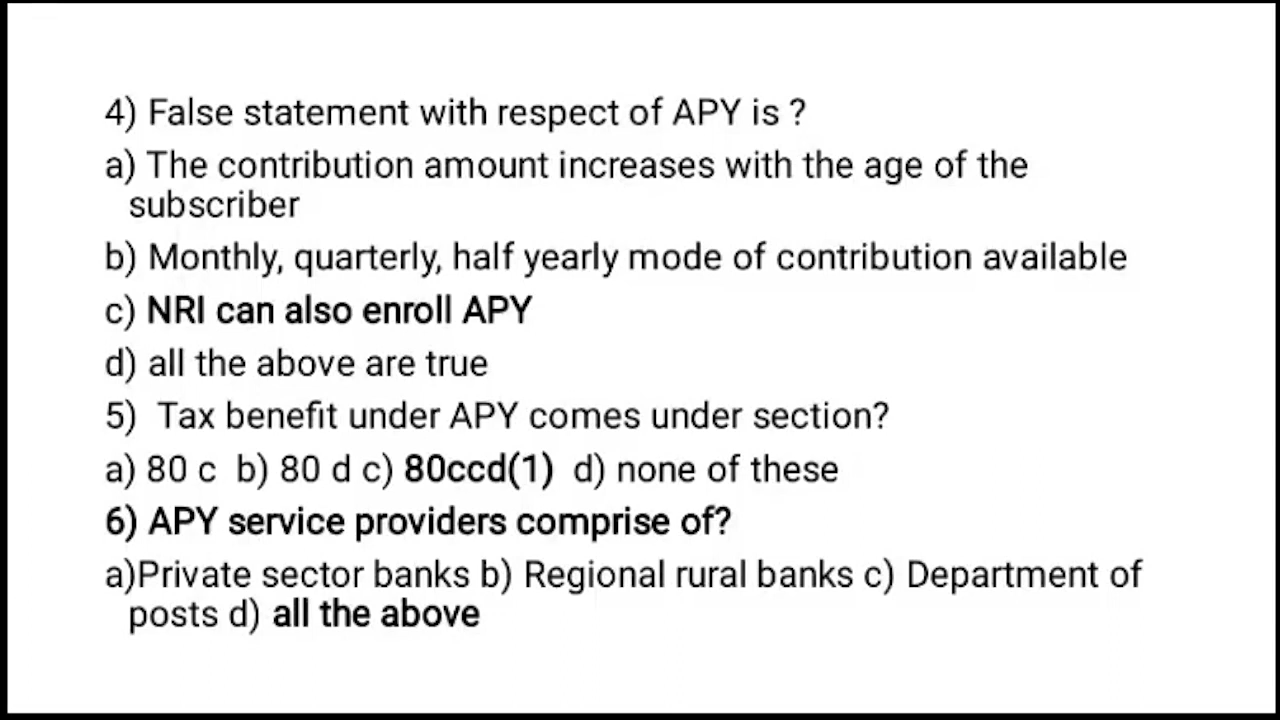 4) False statement with respect of APY is ?
a) The contribution amount increases with the age of the
subscriber
b) Monthly, quarterly, half yearly mode of contribution available
c) NRI can also enroll APY
d) all the above are true
5)  Tax benefit under APY comes under section?
a) 80 c  b) 80 d c) 80ccd(1)  d) none of these
6) APY service providers comprise of?
a)Private sector banks b) Regional rural banks c) Department of
posts d) all the above